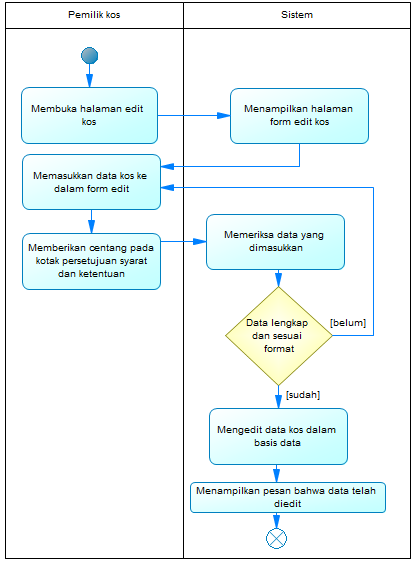 Pemilik kos
Sistem
Membuka halaman edit
kos
Menampilkan halaman
form edit kos
Memasukkan data kos ke
dalam form edit
Memberikan centang pada
kotak persetujuan syarat
dan ketentuan
Memeriksa data yang
dimasukkan
Data lengkap
dan sesuai
format
[belum]
[sudah]
Mengedit data kos dalam
basis data
Menampilkan pesan bahwa data telah
diedit